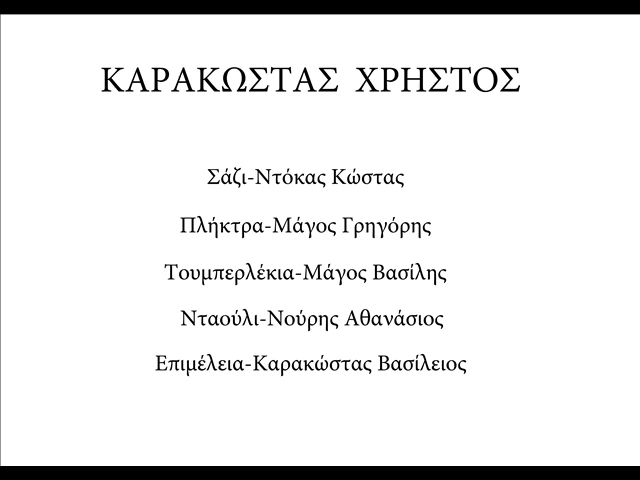 ΚΑΡΑΚΩΣΤΑΣ ΧΡΗΣΤΟΣ
Σάζι-Ντόκας Κώστας
Πλήκτρα-Μάγος Γρηγόρης
Τουμπερλέκια-Μάγος Βασίλης
Νταούλι-Νούρης Αθανάσιος
Επιμέλεια-Καρακώστας Βασίλειος